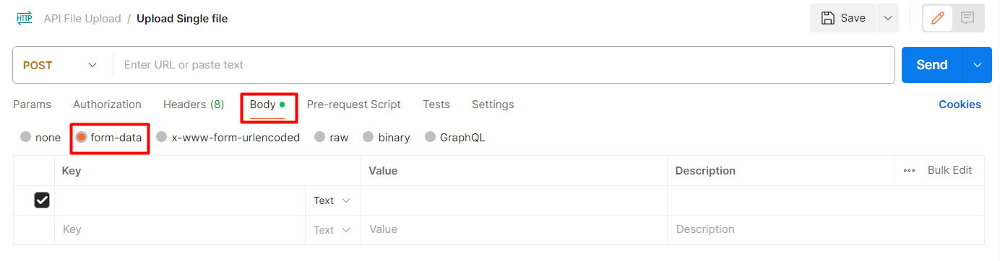 HTTP API File Upload / Upload Single file Save
POST Enter URL or paste text Send
Params Authorization Headers (8) Body Pre-request Script Tests Settings Cookies
none form-data x-www-form-urlencoded raw binary GraphQL
Key Value Description Bulk Edit
Text
Key Text Value Description